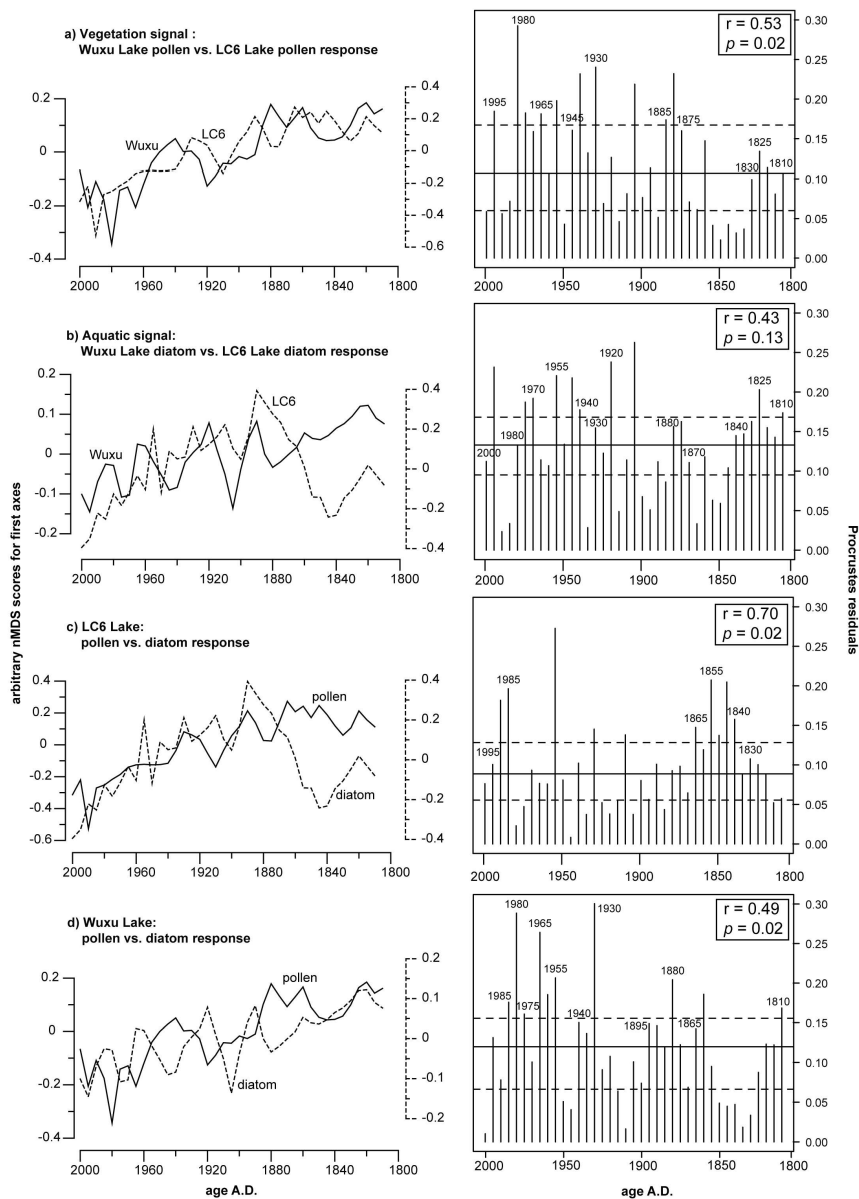 a) Vegetation signal :
Wuxu Lake pollen vs. LC6 Lake pollen response
0.2
0
-0.2
-0.4
0.4
0.2
0
-0.2
-0.4
-0.6
Wuxu
LC6
2000 1960 1920 1880 1840 1800
r = 0.53
p = 0.02
1980
1995
1965
1945
1930
1885
1875
1830
1825
1810
0.30
0.25
0.20
0.15
0.10
0.05
0.00
2000 1950 1900 1850 1800
b) Aquatic signal:
Wuxu Lake diatom vs. LC6 Lake diatom response
0.2
0.1
0
-0.1
-0.2
0.4
0.2
0
-0.2
-0.4
Wuxu
LC6
2000 1960 1920 1880 1840 1800
r = 0.43
p = 0.13
2000
1980
1970
1955
1940
1930
1920
1880
1870
1840
1825
1810
0.30
0.25
0.20
0.15
0.10
0.05
0.00
2000 1950 1900 1850 1800
arbitrary nMDS scores for first axes
Procrustes residuals
c) LC6 Lake:
pollen vs. diatom response
0.4
0.2
0
-0.2
-0.4
-0.6
0.4
0.2
0
-0.2
-0.4
pollen
diatom
2000 1960 1920 1880 1840 1800
r = 0.70
p = 0.02
1995
1985
1865
1855
1840
1830
0.30
0.25
0.20
0.15
0.10
0.05
0.00
2000 1950 1900 1850 1800
d) Wuxu Lake:
pollen vs. diatom response
0.2
0
-0.2
-0.4
0.2
0.1
0
-0.1
-0.2
pollen
diatom
2000 1960 1920 1880 1840 1800
age A.D.
r = 0.49
p = 0.02
1985
1980
1975
1965
1955
1940
1930
1895
1880
1865
1810
0.30
0.25
0.20
0.15
0.10
0.05
0.00
2000 1950 1900 1850 1800
age A.D.